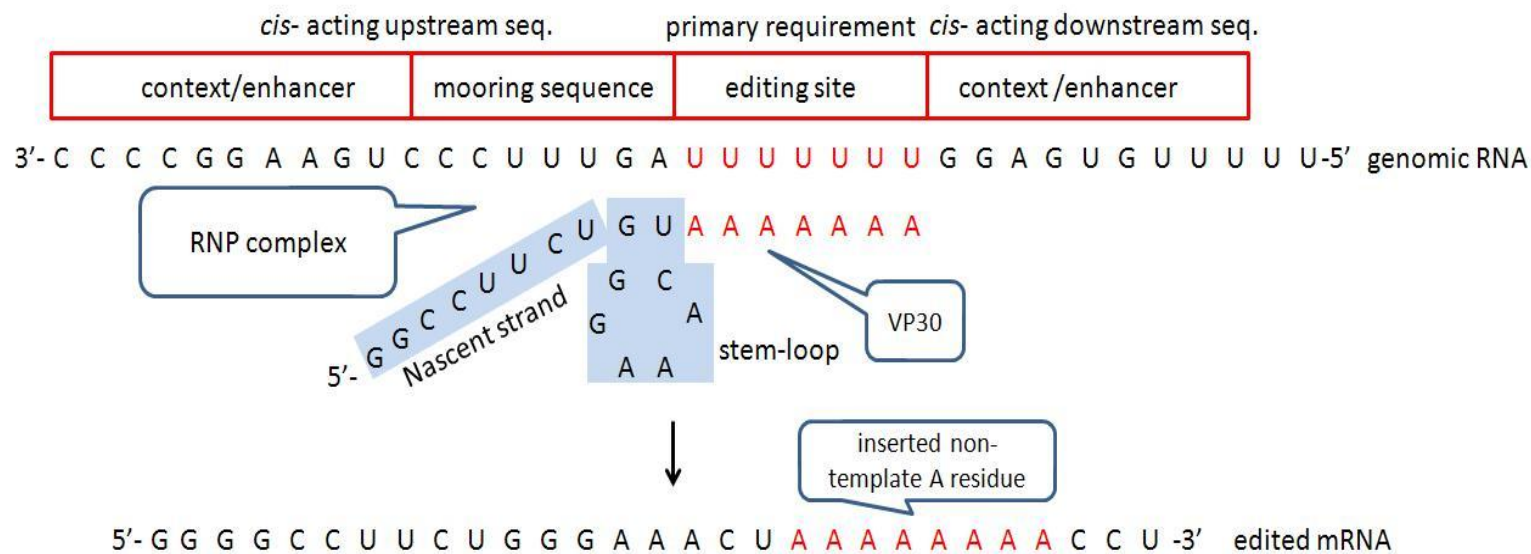 cis- acting upstream seq. primary requirement cis- acting downstream seq.
context/enhancer mooring sequence editing site context /enhancer
3’- C C C C G G A A G U C C C U U U G A U U U U U U U G G A G U G U U U U U-5’ genomic RNA
RNP complex
G U A A A A A A A
5’- G G C C U U C U
G C
G A
A A
Nascent strand
stem-loop
VP30
inserted non-
template A residue
5’- G G G G C C U U C U G G G A A A C U A A A A A A A A C C U -3’ edited mRNA